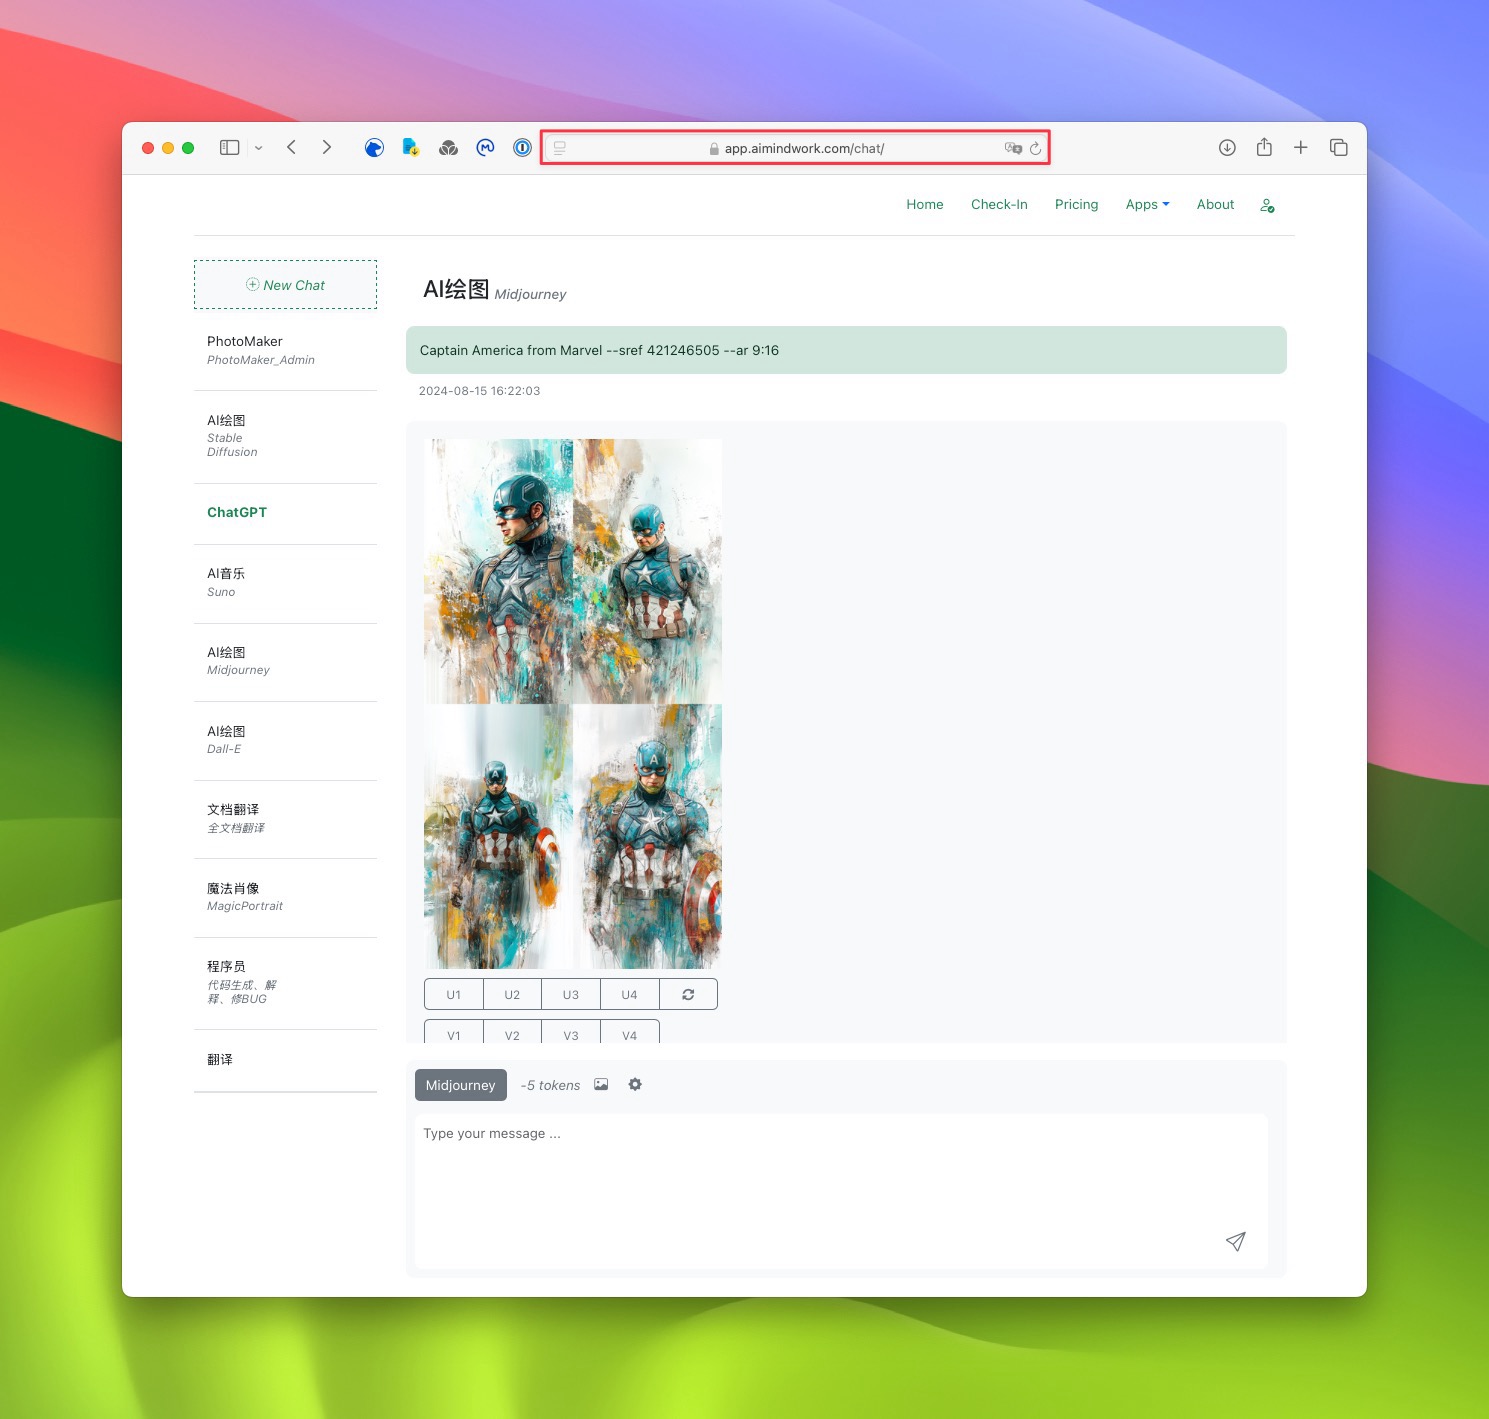 app.aimindwork.com/chat/
Home Check-In Pricing Apps About
New Chat
PhotoMaker
PhotoMaker_Admin
AI绘图
Stable
Diffusion
ChatGPT
AI音乐
Suno
AI绘图
Midjourney
AI绘图
Dall-E
文档翻译
全文档翻译
魔法肖像
MagicPortrait
程序员
代码生成、解
释、修BUG
翻译
AI绘图 Midjourney
Captain America from Marvel --sref 421246505 --ar 9:16
2024-08-15 16:22:03
A
A
A
U1 U2 U3 U4
V1 V2 V3 V4
Midjourney -5 tokens
Type your message ...